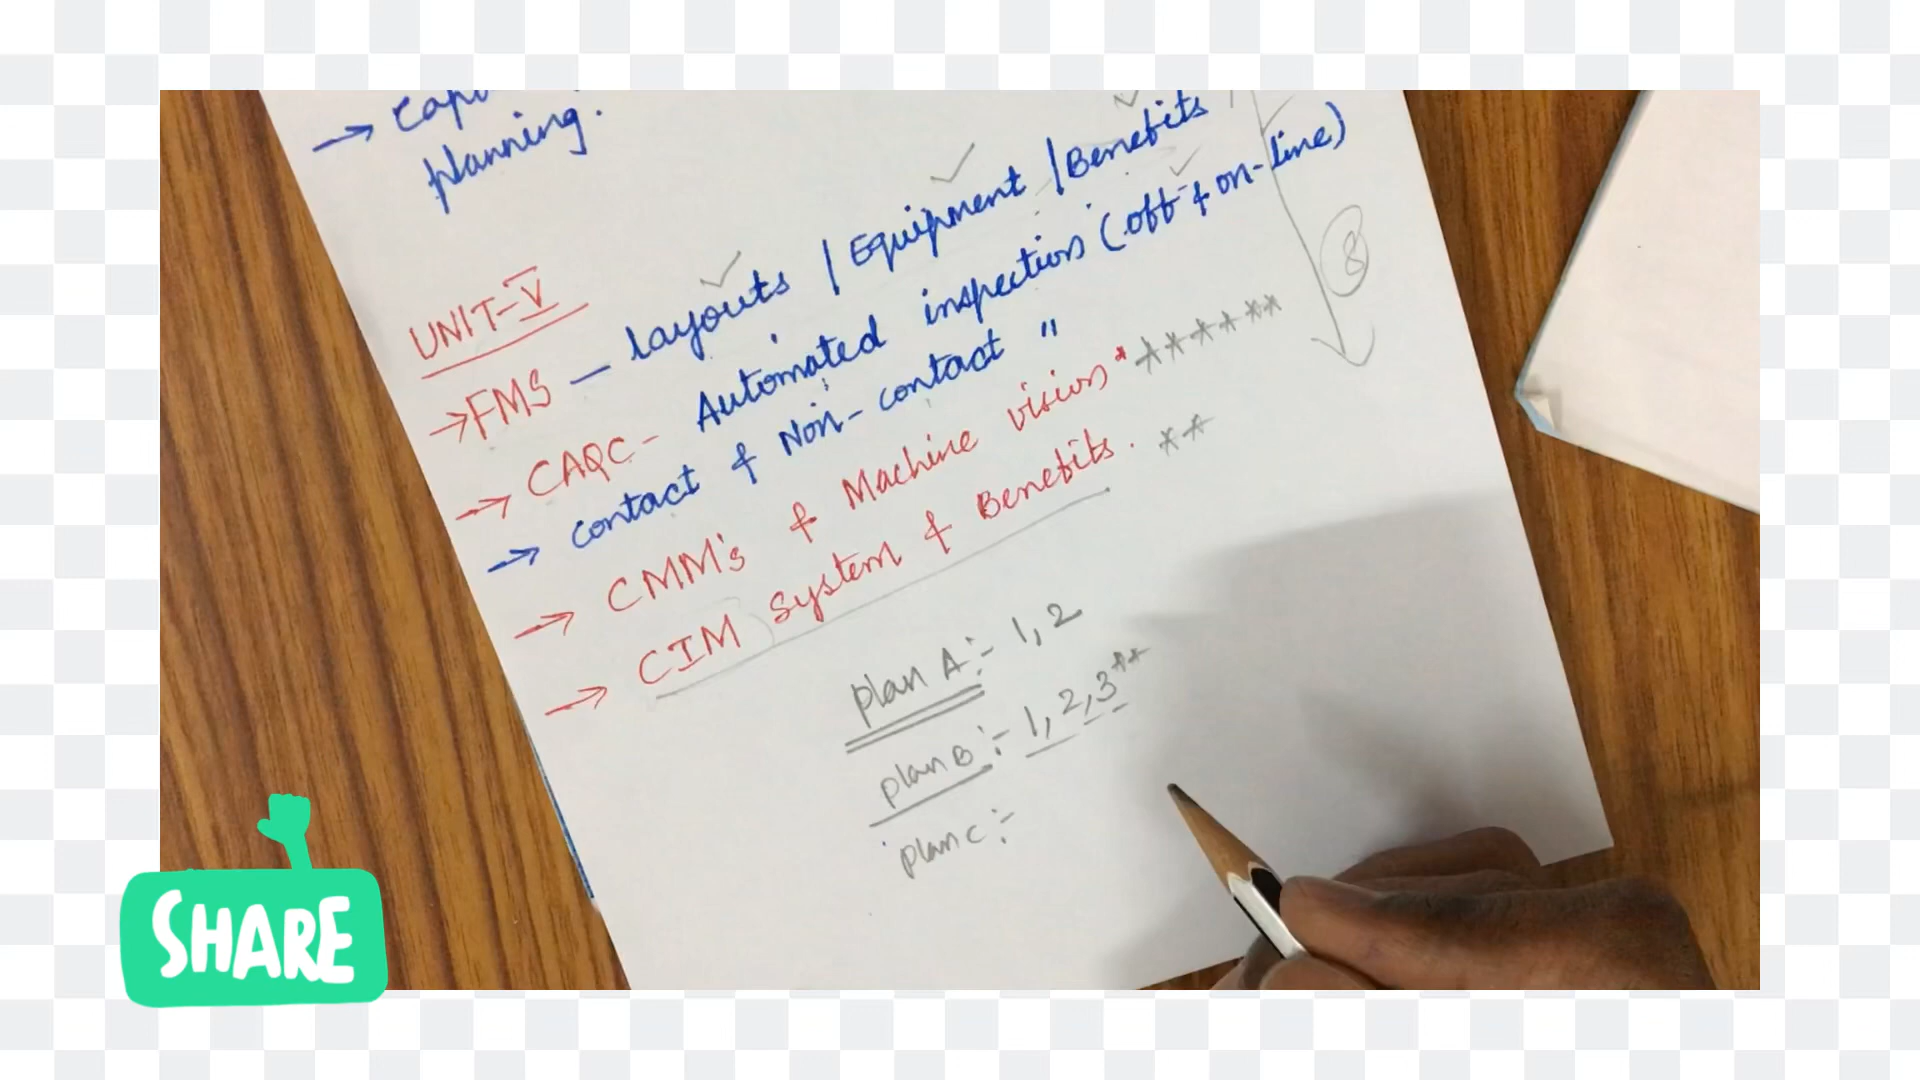 →
planning.
UNIT-V
→ FMS — Layouts / Equipment / Benefits
→ CAQC - Automated inspection (off & on-line)
→ contact & Non-contact "
→ CMM's & Machine vision * ******
→ CIM System & Benefits. **
8
plan A:- 1, 2
plan B:- 1, 2, 3**
plan C:-
SHARE